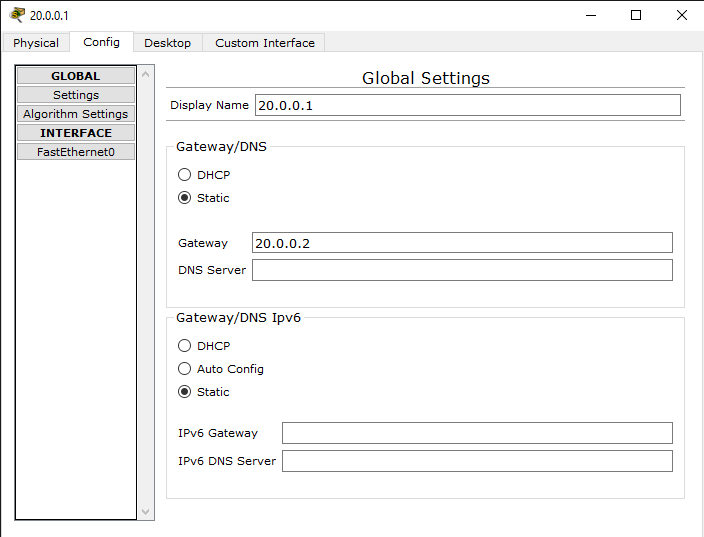 20.0.0.1
Physical Config Desktop Custom Interface
GLOBAL
Settings
Algorithm Settings
INTERFACE
FastEthernet0
Global Settings
Display Name 20.0.0.1
Gateway/DNS
DHCP
Static
Gateway 20.0.0.2
DNS Server
Gateway/DNS Ipv6
DHCP
Auto Config
Static
IPv6 Gateway
IPv6 DNS Server